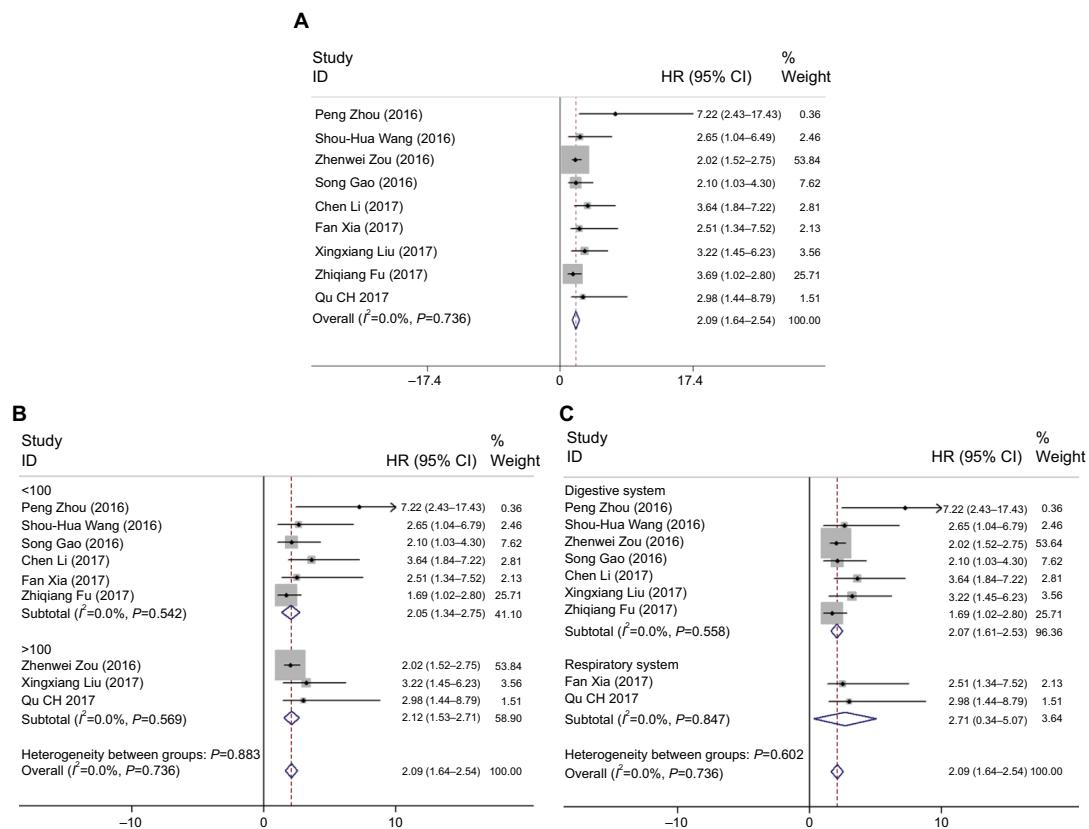 A
Study
ID
HR (95% CI)
%
Weight
Peng Zhou (2016) 7.22 (2.43–17.43) 0.36
Shou-Hua Wang (2016) 2.65 (1.04–6.49) 2.46
Zhenwei Zou (2016) 2.02 (1.52–2.75) 53.84
Song Gao (2016) 2.10 (1.03–4.30) 7.62
Chen Li (2017) 3.64 (1.84–7.22) 2.81
Fan Xia (2017) 2.51 (1.34–7.52) 2.13
Xingxiang Liu (2017) 3.22 (1.45–6.23) 3.56
Zhiqiang Fu (2017) 3.69 (1.02–2.80) 25.71
Qu CH 2017 2.98 (1.44–8.79) 1.51
Overall (I²=0.0%, P=0.736) 2.09 (1.64–2.54) 100.00
–17.4 0 17.4
B
Study
ID
HR (95% CI)
%
Weight
<100
Peng Zhou (2016) 7.22 (2.43–17.43) 0.36
Shou-Hua Wang (2016) 2.65 (1.04–6.79) 2.46
Song Gao (2016) 2.10 (1.03–4.30) 7.62
Chen Li (2017) 3.64 (1.84–7.22) 2.81
Fan Xia (2017) 2.51 (1.34–7.52) 2.13
Zhiqiang Fu (2017) 1.69 (1.02–2.80) 25.71
Subtotal (I²=0.0%, P=0.542) 2.05 (1.34–2.75) 41.10
>100
Zhenwei Zou (2016) 2.02 (1.52–2.75) 53.84
Xingxiang Liu (2017) 3.22 (1.45–6.23) 3.56
Qu CH 2017 2.98 (1.44–8.79) 1.51
Subtotal (I²=0.0%, P=0.569) 2.12 (1.53–2.71) 58.90
Heterogeneity between groups: P=0.883
Overall (I²=0.0%, P=0.736) 2.09 (1.64–2.54) 100.00
–10 0 10
C
Study
ID
HR (95% CI)
%
Weight
Digestive system
Peng Zhou (2016) 7.22 (2.43–17.43) 0.36
Shou-Hua Wang (2016) 2.65 (1.04–6.79) 2.46
Zhenwei Zou (2016) 2.02 (1.52–2.75) 53.64
Song Gao (2016) 2.10 (1.03–4.30) 7.62
Chen Li (2017) 3.64 (1.84–7.22) 2.81
Xingxiang Liu (2017) 3.22 (1.45–6.23) 3.56
Zhiqiang Fu (2017) 1.69 (1.02–2.80) 25.71
Subtotal (I²=0.0%, P=0.558) 2.07 (1.61–2.53) 96.36
Respiratory system
Fan Xia (2017) 2.51 (1.34–7.52) 2.13
Qu CH 2017 2.98 (1.44–8.79) 1.51
Subtotal (I²=0.0%, P=0.847) 2.71 (0.34–5.07) 3.64
Heterogeneity between groups: P=0.602
Overall (I²=0.0%, P=0.736) 2.09 (1.64–2.54) 100.00
–10 0 10